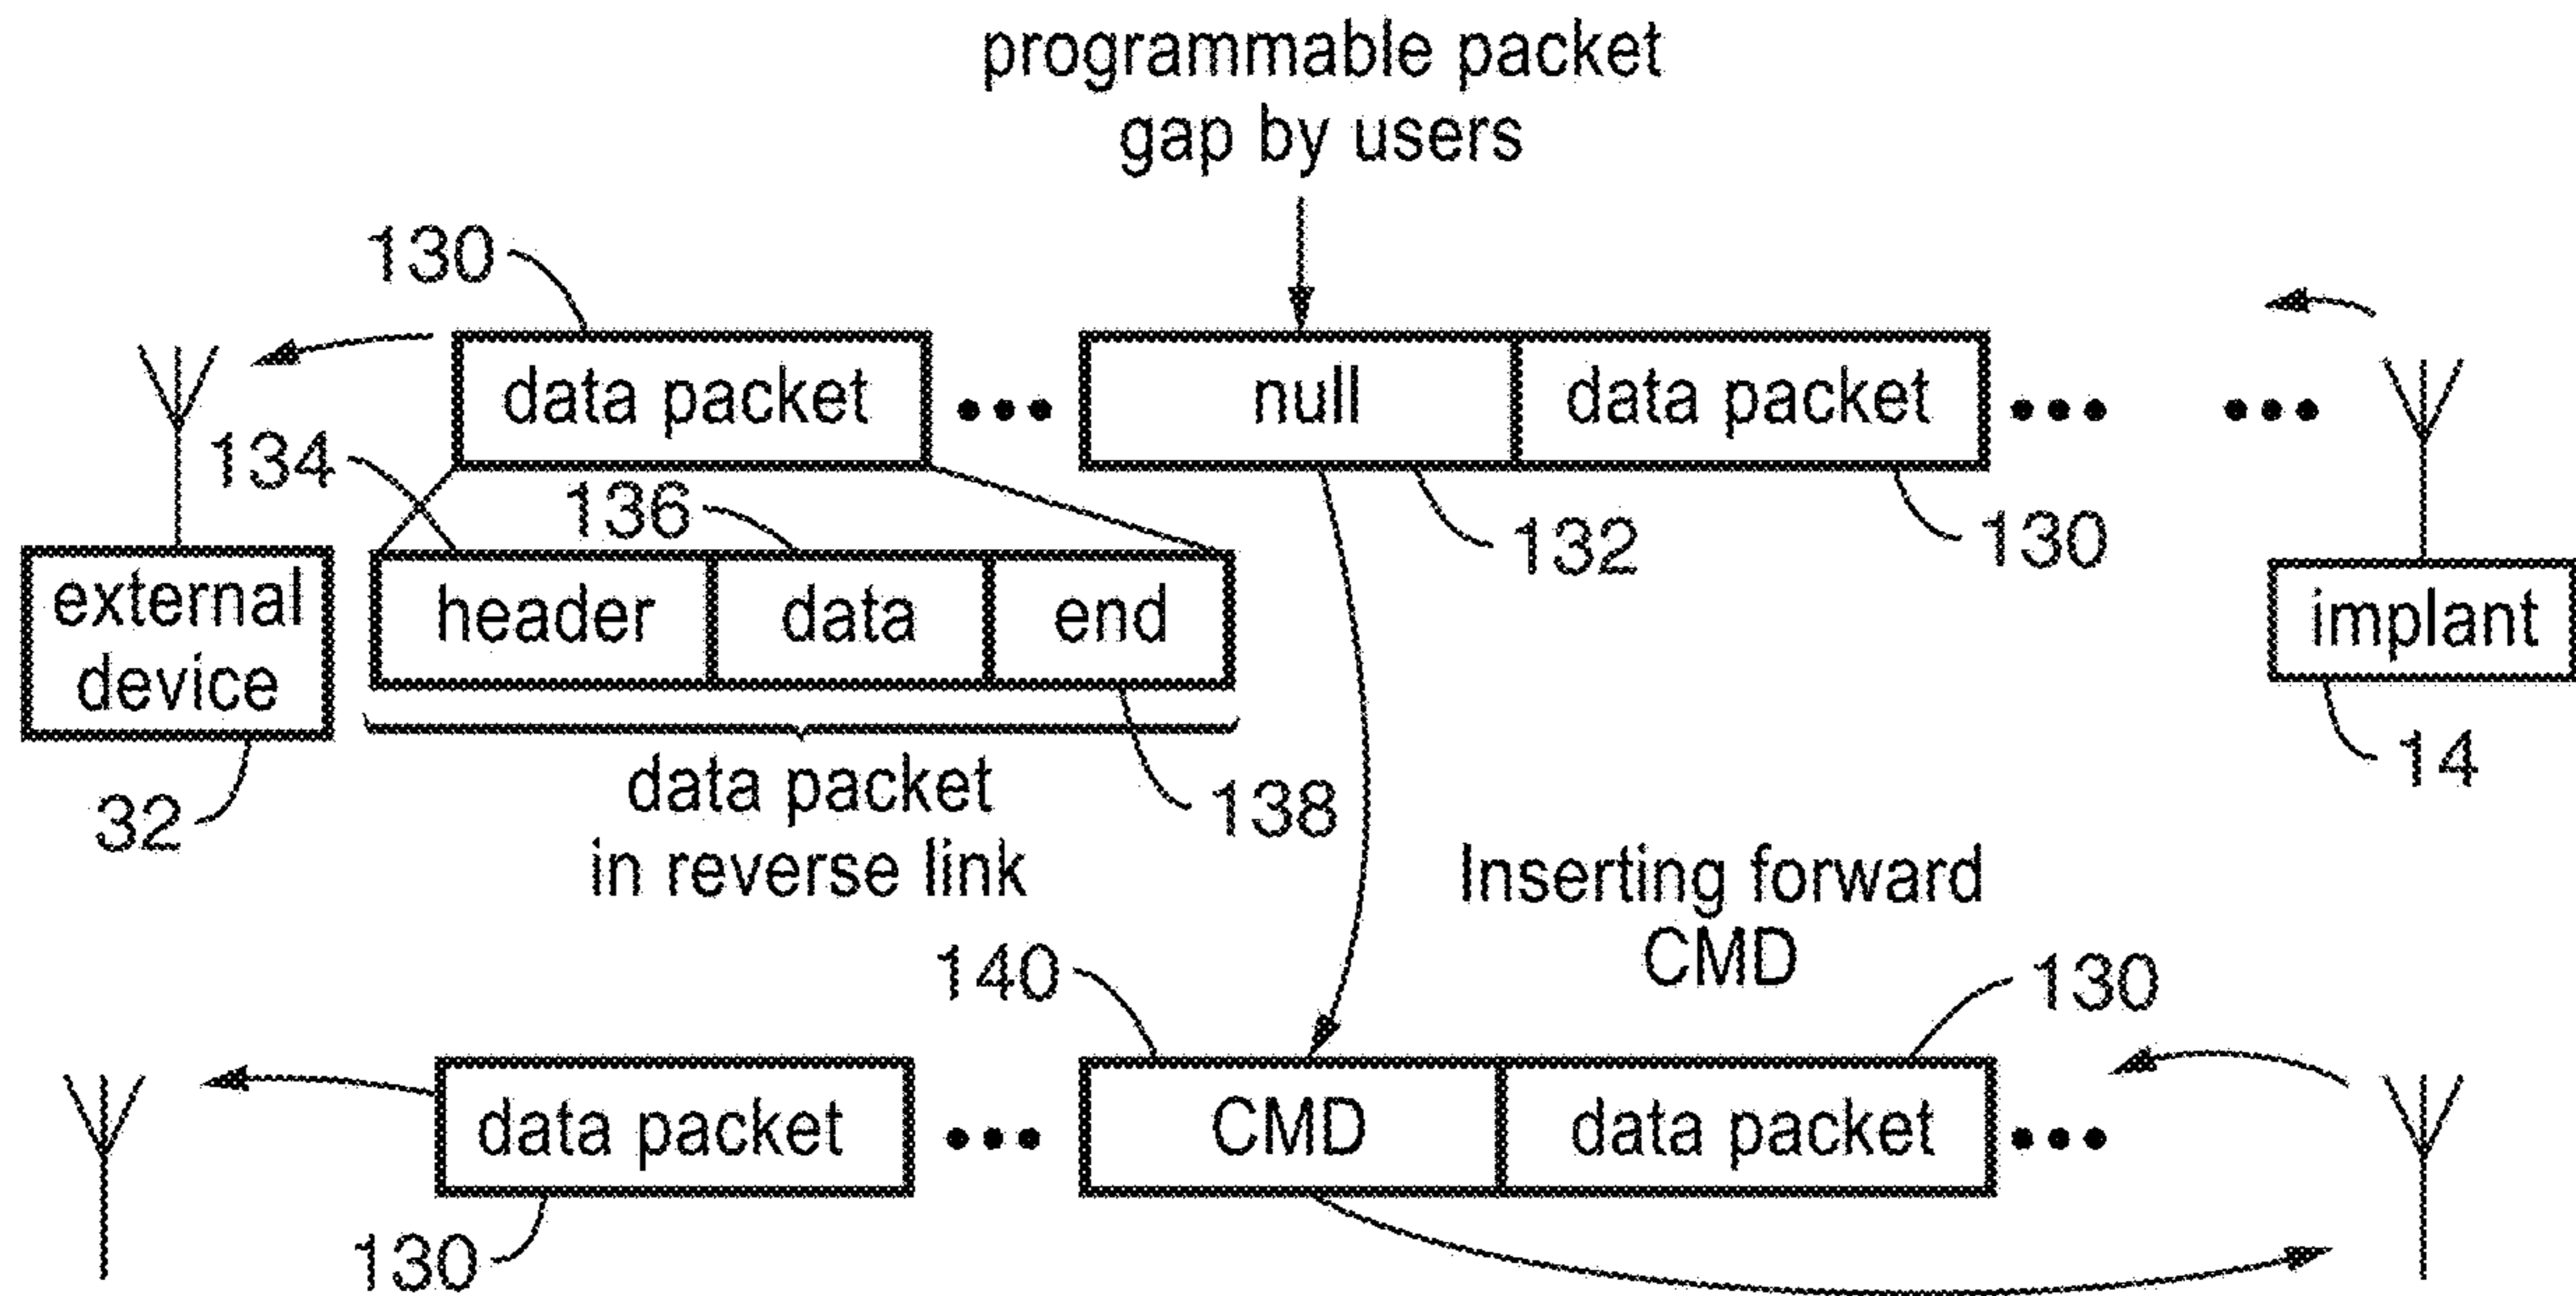 programmable packet
gap by users
130
data packet
null
data packet
134
136
132
130
external
device
header
data
end
implant
32
data packet
in reverse link
138
14
Inserting forward
CMD
140
130
data packet
CMD
data packet
130